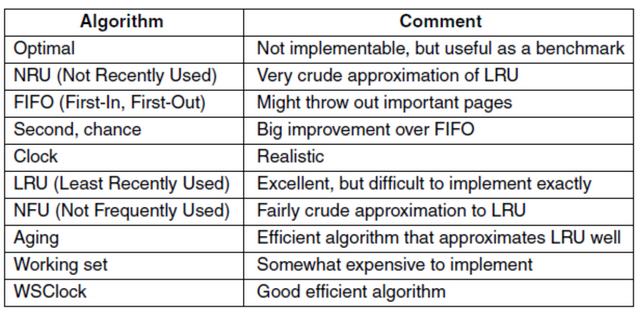 Algorithm Comment
Optimal Not implementable, but useful as a benchmark
NRU (Not Recently Used) Very crude approximation of LRU
FIFO (First-In, First-Out) Might throw out important pages
Second, chance Big improvement over FIFO
Clock Realistic
LRU (Least Recently Used) Excellent, but difficult to implement exactly
NFU (Not Frequently Used) Fairly crude approximation to LRU
Aging Efficient algorithm that approximates LRU well
Working set Somewhat expensive to implement
WSClock Good efficient algorithm